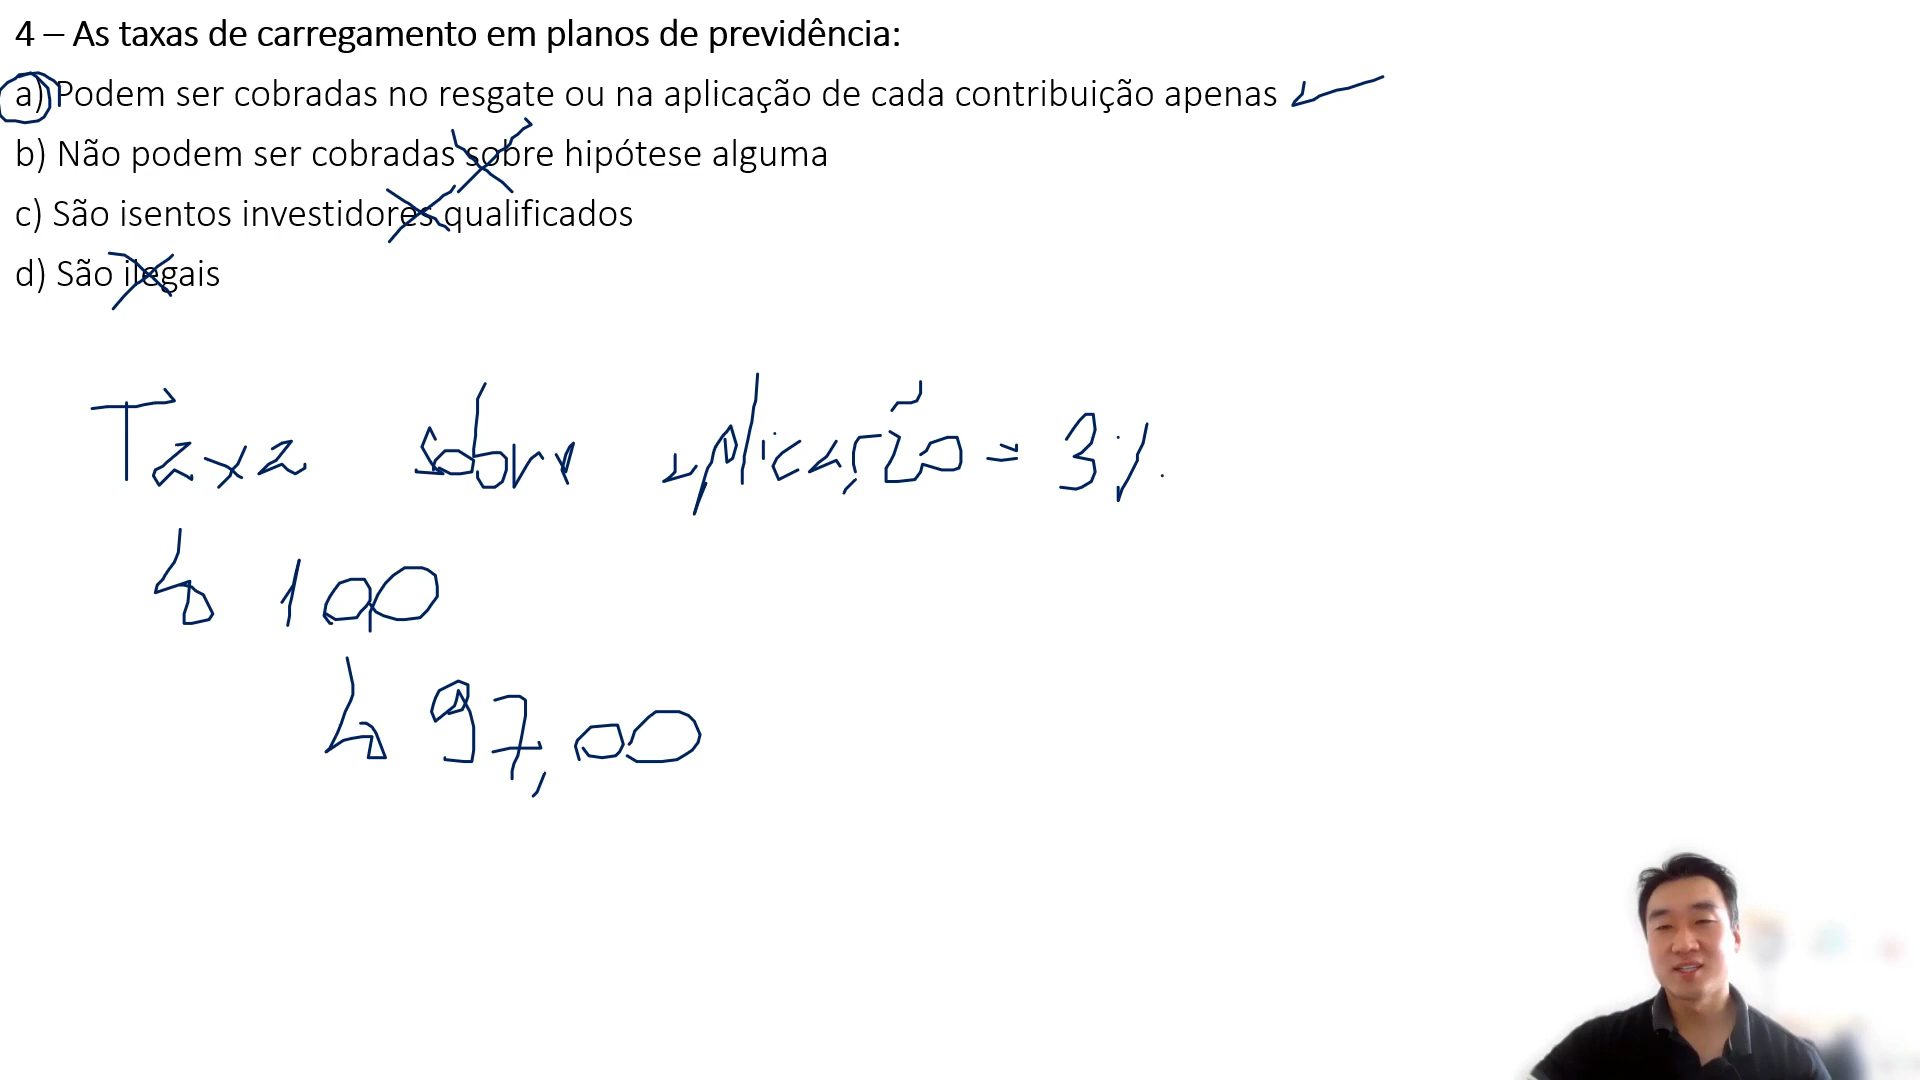 4 – As taxas de carregamento em planos de previdência:
a) Podem ser cobradas no resgate ou na aplicação de cada contribuição apenas
b) Não podem ser cobradas sobre hipótese alguma
c) São isentos investidores qualificados
d) São ilegais
Taxa sobre aplicação = 3%
↳ 100
↳ 97,00